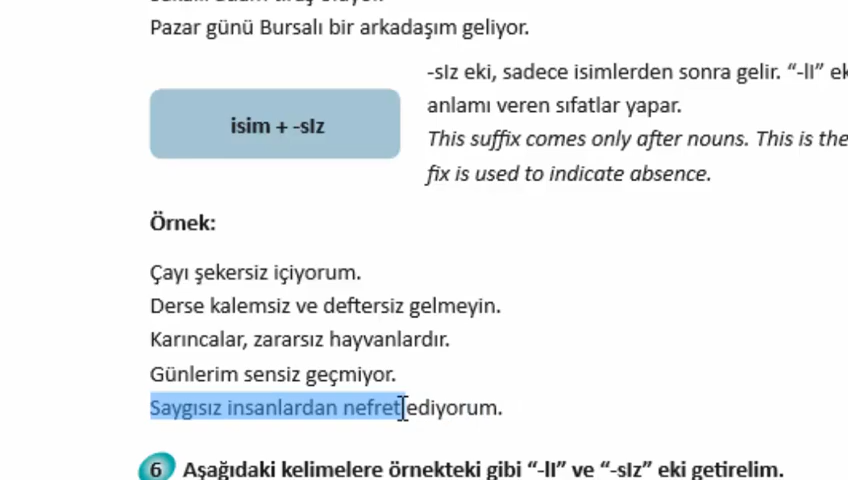 Pazar günü Bursalı bir arkadaşım geliyor.
isim + -sIz
-sIz eki, sadece isimlerden sonra gelir. “-lI” ek
anlamı veren sıfatlar yapar.
This suffix comes only after nouns. This is the
fix is used to indicate absence.
Örnek:
Çayı şekersiz içiyorum.
Derse kalemsiz ve deftersiz gelmeyin.
Karıncalar, zararsız hayvanlardır.
Günlerim sensiz geçmiyor.
Saygısız insanlardan nefret ediyorum.
6 Aşağıdaki kelimelere örnekteki gibi “-lI” ve “-sIz” eki getirelim.